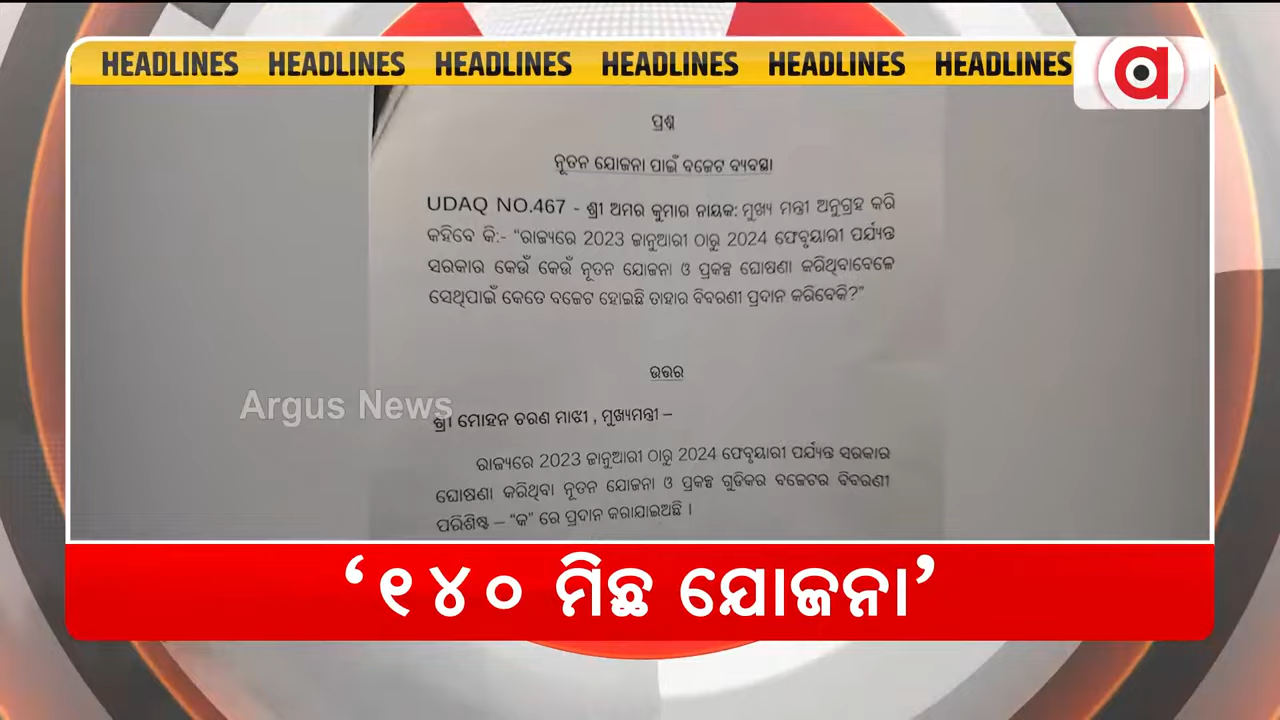 HEADLINES HEADLINES HEADLINES HEADLINES HEADLINES HEADLINES
a
ପ୍ରଶ୍ନ
ନୂତନ ଯୋଜନା ପାଇଁ ବଜେଟ ବ୍ୟବସ୍ଥା
UDAQ NO.467 - ଶ୍ରୀ ଅମର କୁମାର ନାୟକ: ମୁଖ୍ୟ ମନ୍ତ୍ରୀ ଅନୁଗ୍ରହ କରି
କହିବେ କି:- “ରାଜ୍ୟରେ 2023 ଜାନୁଆରୀ ଠାରୁ 2024 ଫେବୃୟାରୀ ପର୍ଯ୍ୟନ୍ତ
ସରକାର କେଉଁ କେଉଁ ନୂତନ ଯୋଜନା ଓ ପ୍ରକଳ୍ପ ଘୋଷଣା କରିଥିବାବେଳେ
ସେଥିପାଇଁ କେତେ ବଜେଟ ହୋଇଛି ତାହାର ବିବରଣୀ ପ୍ରଦାନ କରିବେକି?”
ଉତ୍ତର
Argus News
ଶ୍ରୀ ମୋହନ ଚରଣ ମାଝୀ , ମୁଖ୍ୟମନ୍ତ୍ରୀ –
ରାଜ୍ୟରେ 2023 ଜାନୁଆରୀ ଠାରୁ 2024 ଫେବୃୟାରୀ ପର୍ଯ୍ୟନ୍ତ ସରକାର
ଘୋଷଣା କରିଥିବା ନୂତନ ଯୋଜନା ଓ ପ୍ରକଳ୍ପ ଗୁଡିକର ବଜେଟର ବିବରଣୀ
ପରିଶିଷ୍ଟ – “କ” ରେ ପ୍ରଦାନ କରାଯାଇଅଛି ।
‘୧୪୦ ମିଛ ଯୋଜନା’